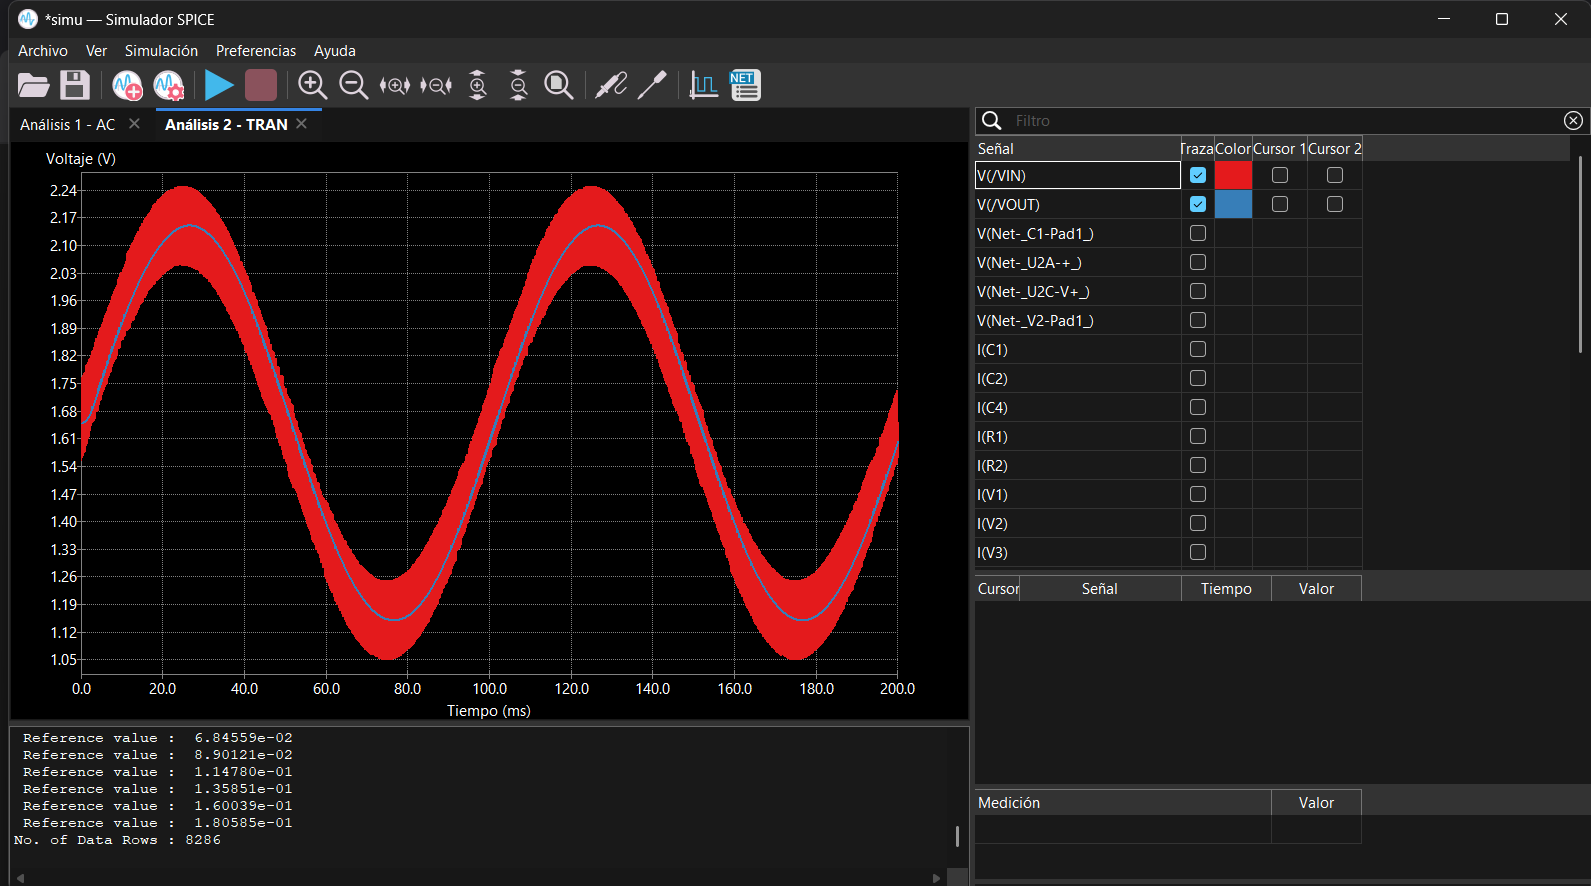 *simu — Simulador SPICE
Archivo Ver Simulación Preferencias Ayuda
NET
Análisis 1 - AC
Análisis 2 - TRAN
Voltaje (V)
2.24
2.17
2.10
2.03
1.96
1.89
1.82
1.75
1.68
1.61
1.54
1.47
1.40
1.33
1.26
1.19
1.12
1.05
0.0 20.0 40.0 60.0 80.0 100.0 120.0 140.0 160.0 180.0 200.0
Tiempo (ms)
Reference value : 6.84559e-02
Reference value : 8.90121e-02
Reference value : 1.14780e-01
Reference value : 1.35851e-01
Reference value : 1.60039e-01
Reference value : 1.80585e-01
No. of Data Rows : 8286
Filtro
Señal Traza Color Cursor 1 Cursor 2
V(/VIN)
V(/VOUT)
V(Net-_C1-Pad1_)
V(Net-_U2A-+_)
V(Net-_U2C-V+_)
V(Net-_V2-Pad1_)
I(C1)
I(C2)
I(C4)
I(R1)
I(R2)
I(V1)
I(V2)
I(V3)
Cursor Señal Tiempo Valor
Medición Valor